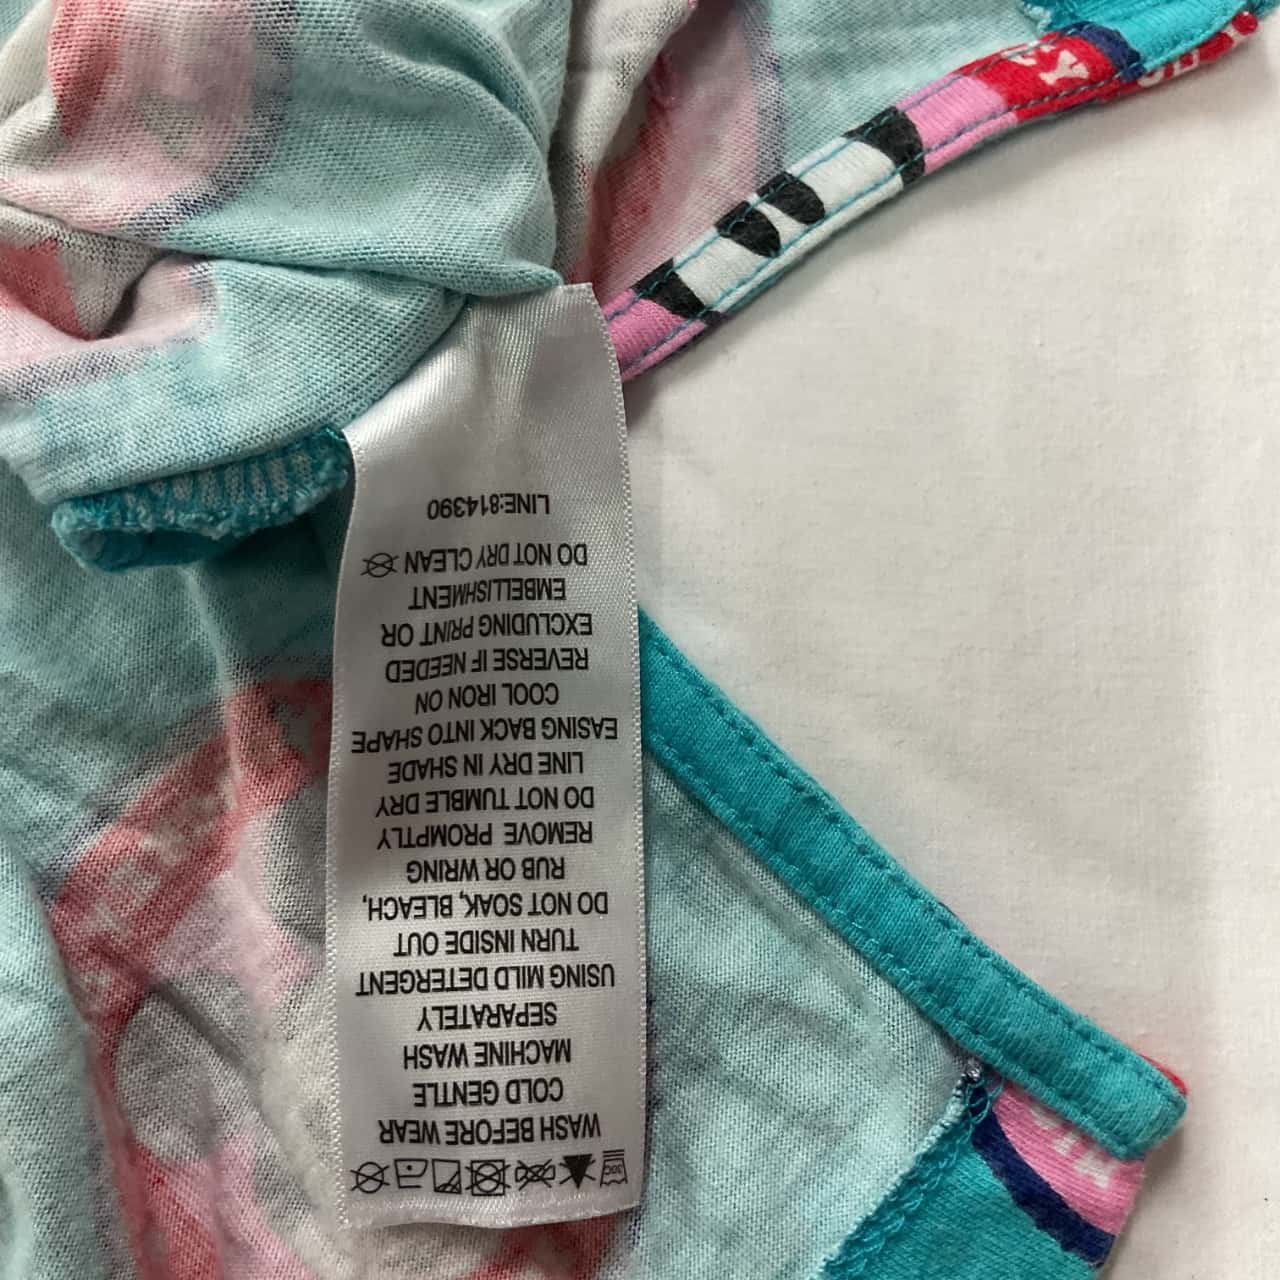 30C
WASH BEFORE WEAR
COLD GENTLE
MACHINE WASH
SEPARATELY
USING MILD DETERGENT
TURN INSIDE OUT
DO NOT SOAK, BLEACH,
RUB OR WRING
REMOVE PROMPTLY
DO NOT TUMBLE DRY
LINE DRY IN SHADE
EASING BACK INTO SHAPE
COOL IRON ON
REVERSE IF NEEDED
EXCLUDING PRINT OR
EMBELLISHMENT
DO NOT DRY CLEAN
LINE:814390